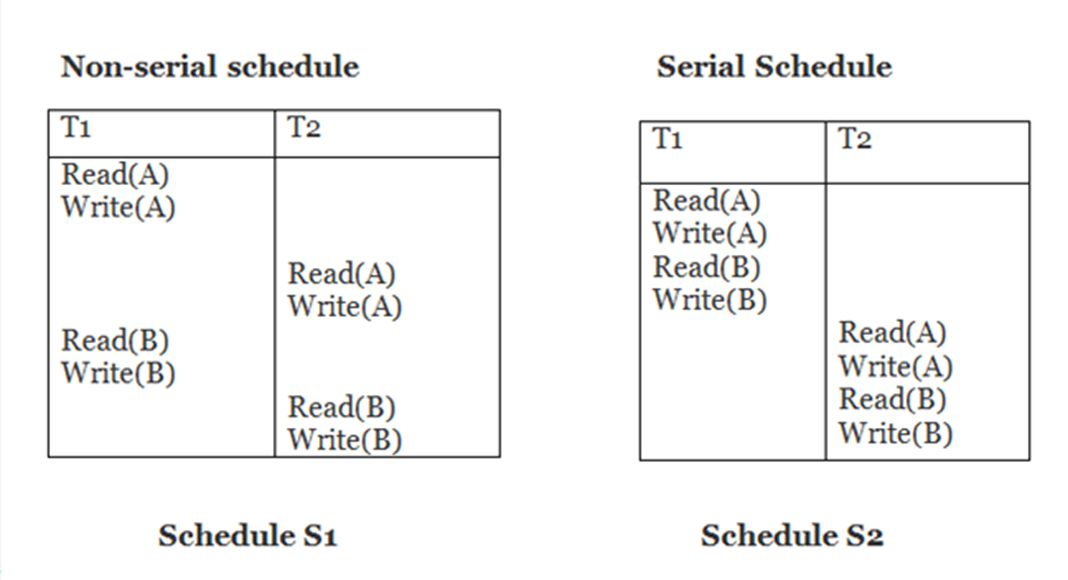 Non-serial schedule
T1 T2
Read(A)
Write(A)
Read(A)
Write(A)
Read(B)
Write(B)
Read(B)
Write(B)
Schedule S1
Serial Schedule
T1 T2
Read(A)
Write(A)
Read(B)
Write(B)
Read(A)
Write(A)
Read(B)
Write(B)
Schedule S2